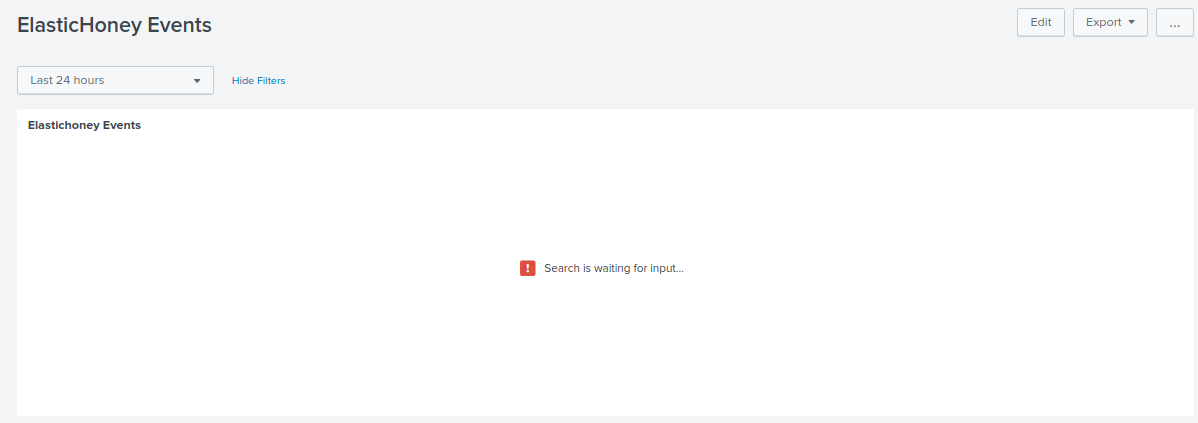 ElasticHoney Events
Edit
Export
...
Last 24 hours
Hide Filters
Elastichoney Events
Search is waiting for input...